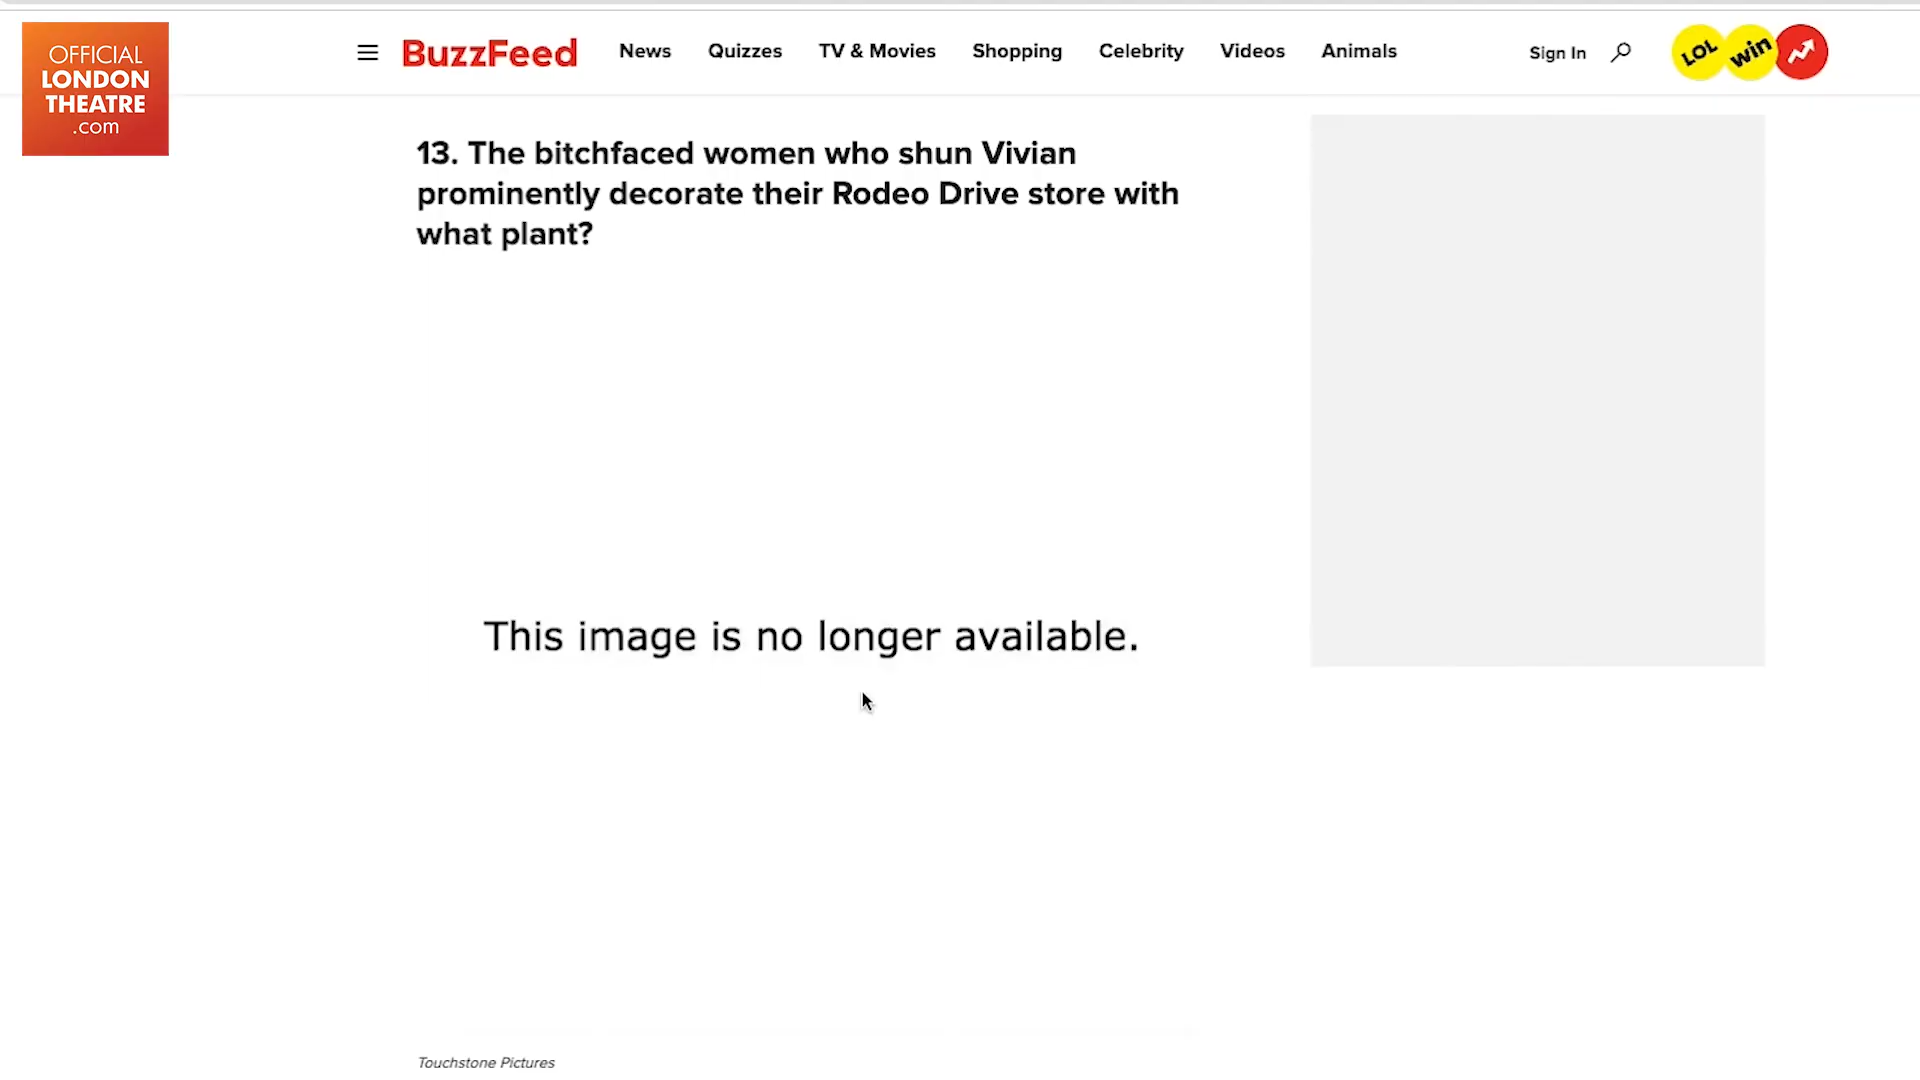 OFFICIAL
LONDON
THEATRE
.com
BuzzFeed
News
Quizzes
TV & Movies
Shopping
Celebrity
Videos
Animals
Sign In
LOL
win
13. The bitchfaced women who shun Vivian
prominently decorate their Rodeo Drive store with
what plant?
This image is no longer available.
Touchstone Pictures